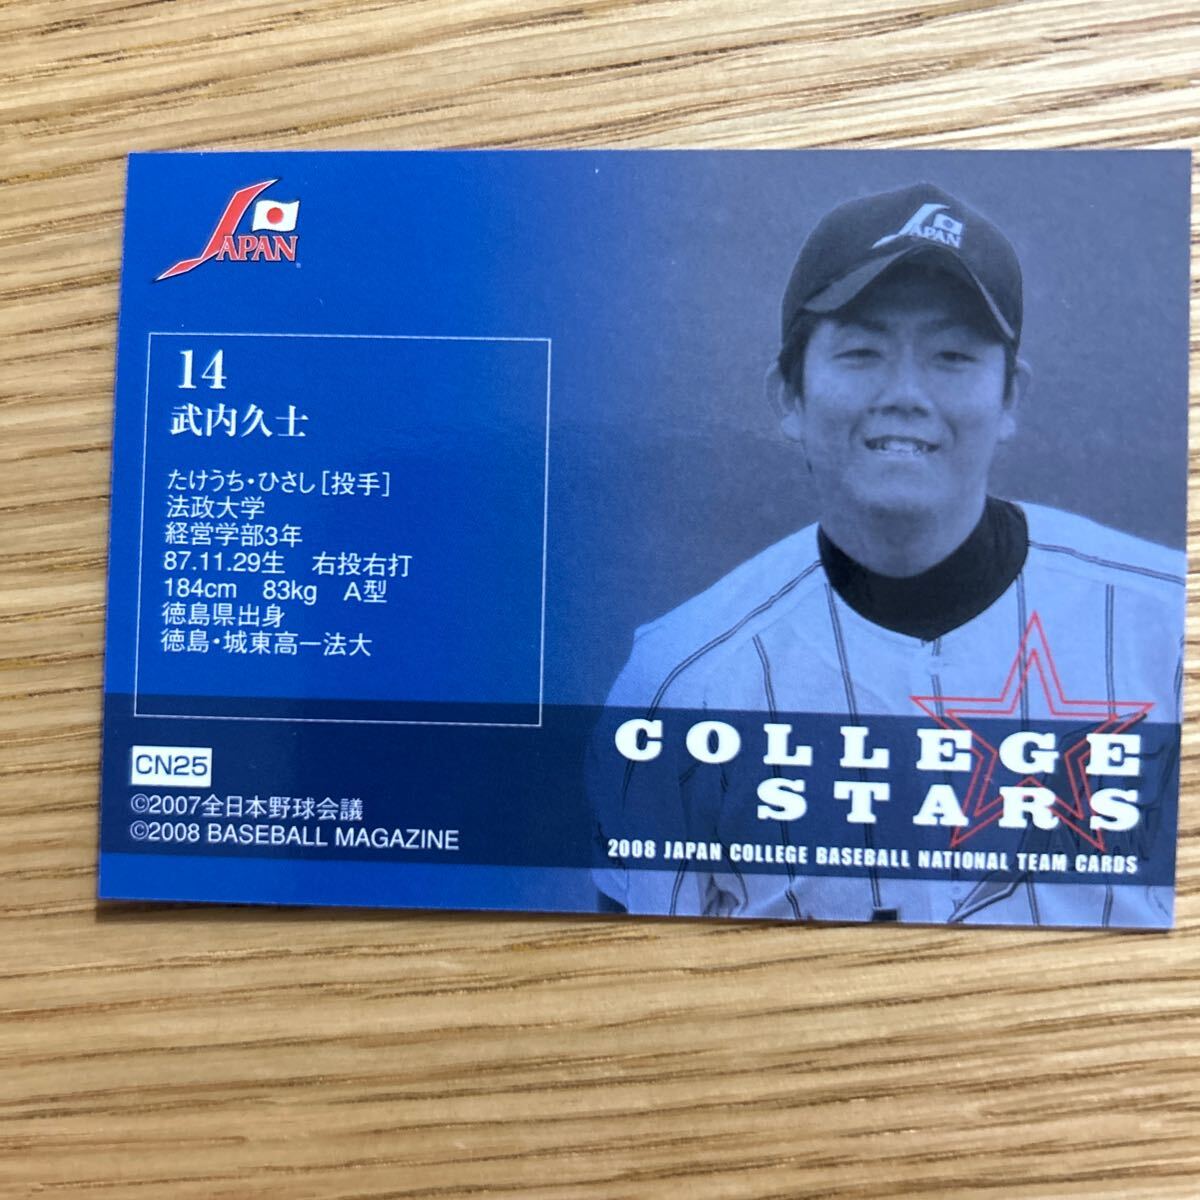 JAPAN
JAPAN
14
武内久士
たけうち・ひさし[投手]
法政大学
経営学部3年
87.11.29生 右投右打
184cm 83kg A型
徳島県出身
徳島・城東高ー法大
CN25
©2007全日本野球会議
©2008 BASEBALL MAGAZINE
COLLEGE
STARS
2008 JAPAN COLLEGE BASEBALL NATIONAL TEAM CARDS